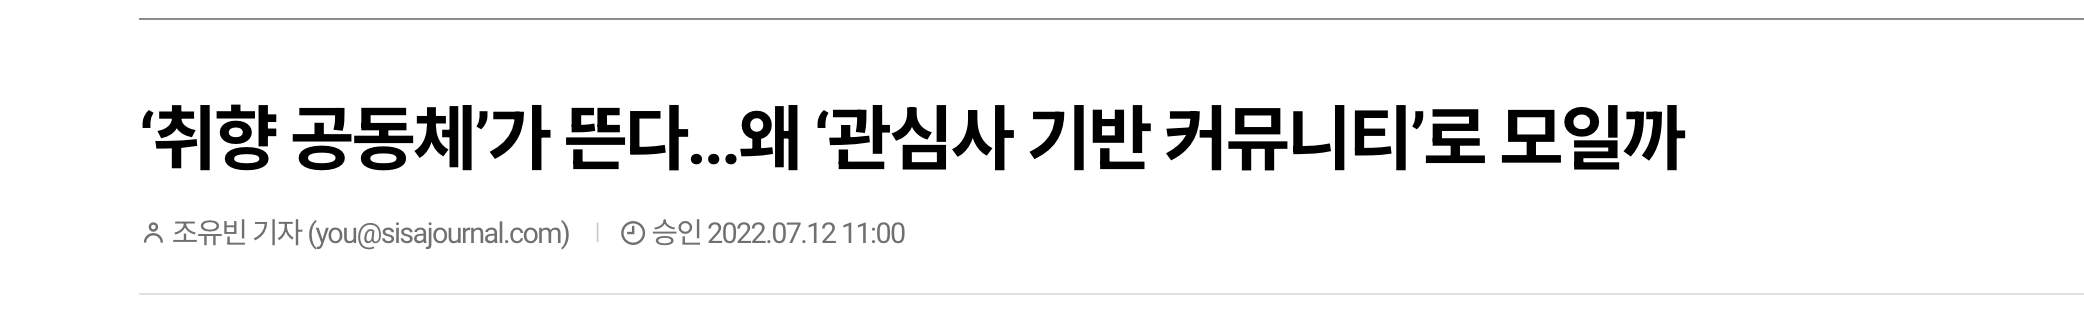 ‘취향 공동체’가 뜬다…왜 ‘관심사 기반 커뮤니티’로 모일까
조유빈 기자 (you@sisajournal.com) | 승인 2022.07.12 11:00